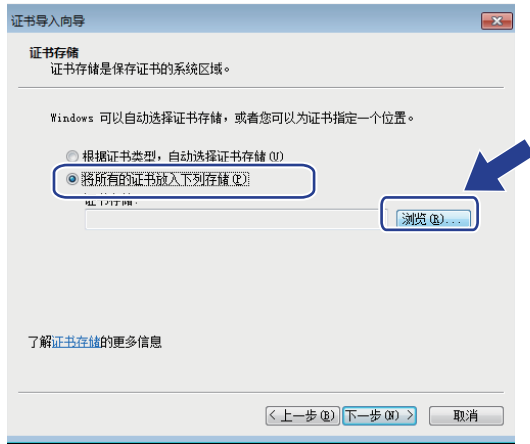 证书导入向导
证书存储
证书存储是保存证书的系统区域。
Windows 可以自动选择证书存储，或者您可以为证书指定一个位置。
根据证书类型，自动选择证书存储(U)
将所有的证书放入下列存储(P)
证书存储:
浏览(R)...
了解证书存储的更多信息
< 上一步(B) 下一步(N) > 取消